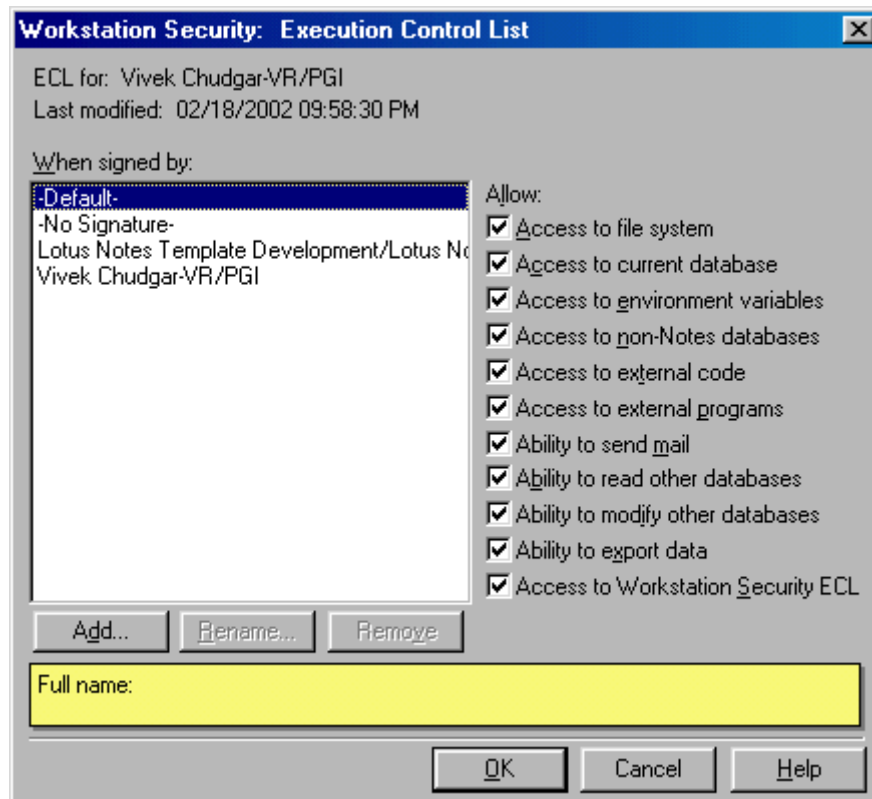 Workstation Security: Execution Control List
ECL for: Vivek Chudgar-VR/PGI
Last modified: 02/18/2002 09:58:30 PM
When signed by:
-Default-
-No Signature-
Lotus Notes Template Development/Lotus No
Vivek Chudgar-VR/PGI
Allow:
Access to file system
Access to current database
Access to environment variables
Access to non-Notes databases
Access to external code
Access to external programs
Ability to send mail
Ability to read other databases
Ability to modify other databases
Ability to export data
Access to Workstation Security ECL
Add...
Rename...
Remove
Full name:
OK
Cancel
Help